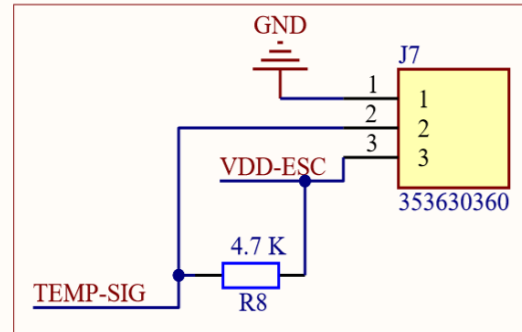 GND
J7
1
1
2
2
3
3
VDD-ESC
353630360
4.7 K
TEMP-SIG
R8